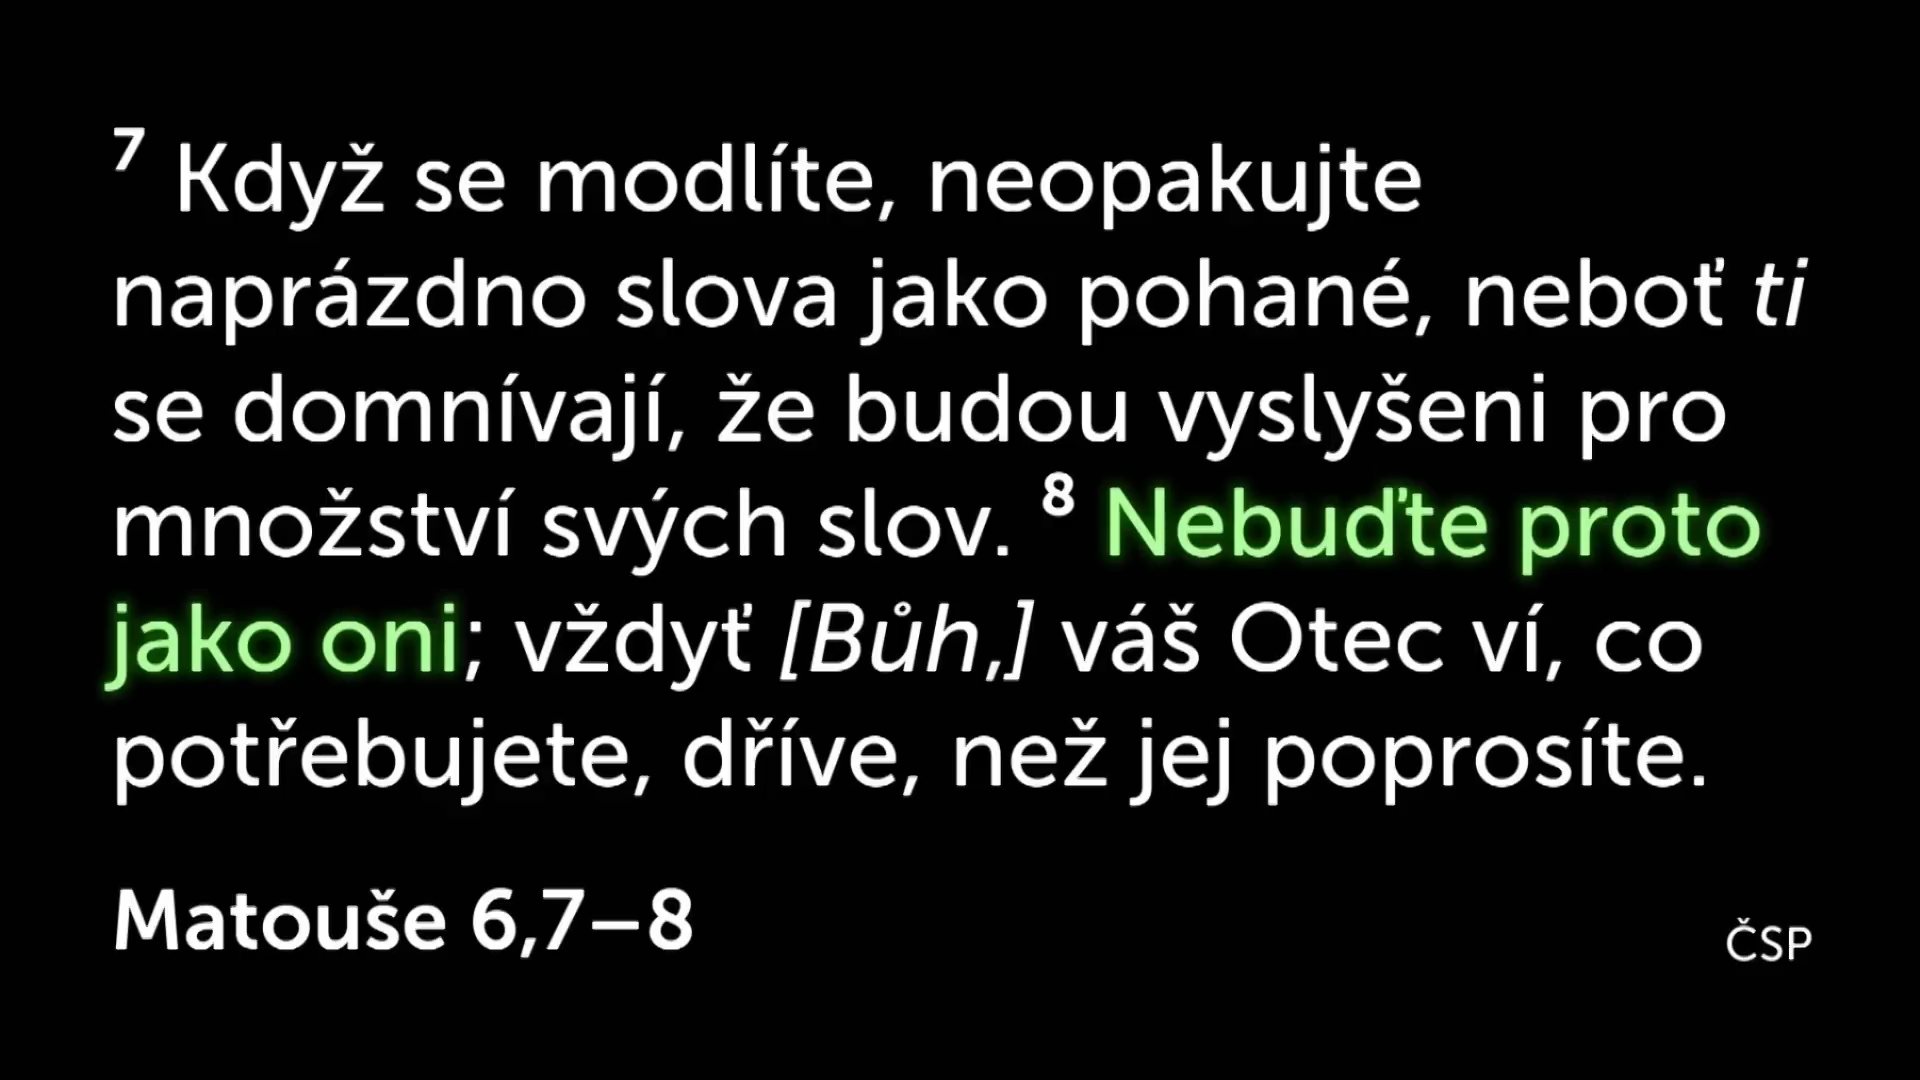 7 Když se modlíte, neopakujte
naprázdno slova jako pohané, neboť ti
se domnívají, že budou vyslyšeni pro
množství svých slov. 8 Nebuďte proto
jako oni; vždyť [Bůh,] váš Otec ví, co
potřebujete, dříve, než jej poprosíte.
Matouše 6,7–8
ČSP